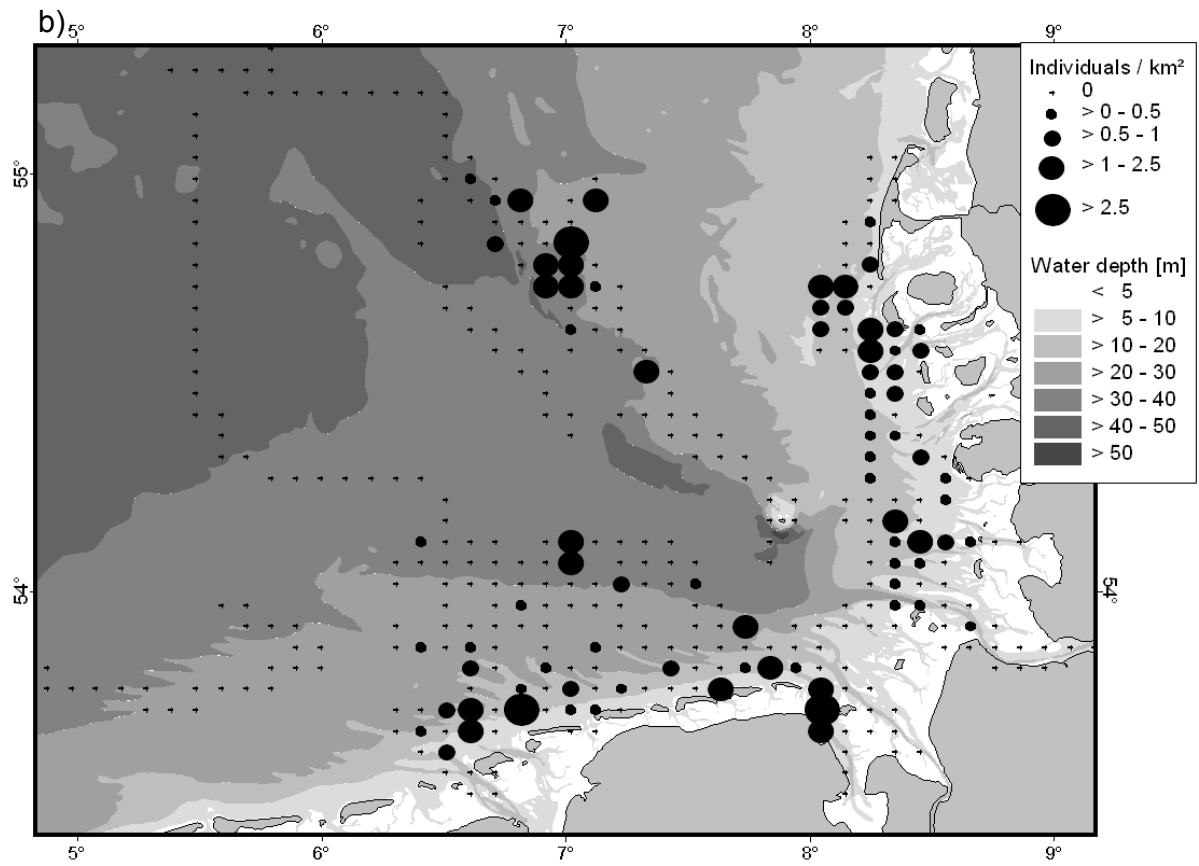 b)
5° 6° 7° 8° 9°
55°
54°
54°
5° 6° 7° 8° 9°
Individuals / km²
0
> 0 - 0.5
> 0.5 - 1
> 1 - 2.5
> 2.5
Water depth [m]
< 5
> 5 - 10
> 10 - 20
> 20 - 30
> 30 - 40
> 40 - 50
> 50